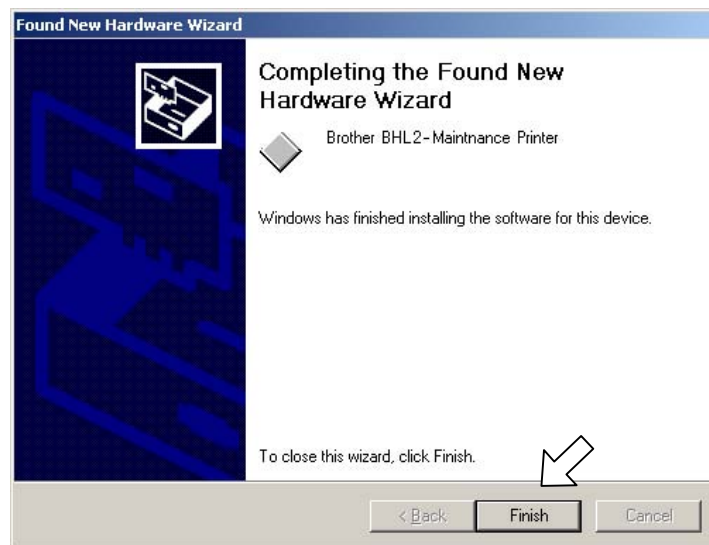 Found New Hardware Wizard
Completing the Found New
Hardware Wizard
Brother BHL2-Maintnance Printer
Windows has finished installing the software for this device.
To close this wizard, click Finish.
< Back
Finish
Cancel